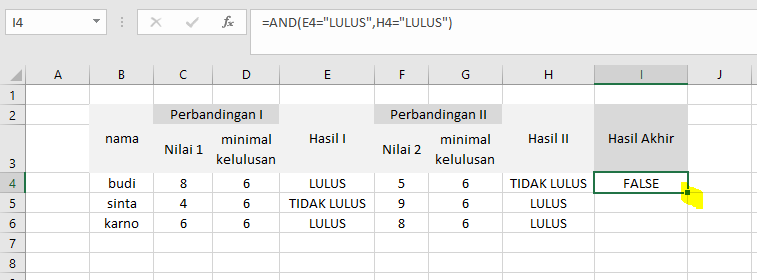 I4 fx =AND(E4="LULUS",H4="LULUS")
A B C D E F G H I J
1
2 Perbandingan I Perbandingan II
nama Hasil I Hasil II Hasil Akhir
3 Nilai 1 minimal kelulusan Nilai 2 minimal kelulusan
4 budi 8 6 LULUS 5 6 TIDAK LULUS FALSE
5 sinta 4 6 TIDAK LULUS 9 6 LULUS
6 karno 6 6 LULUS 8 6 LULUS
7
8